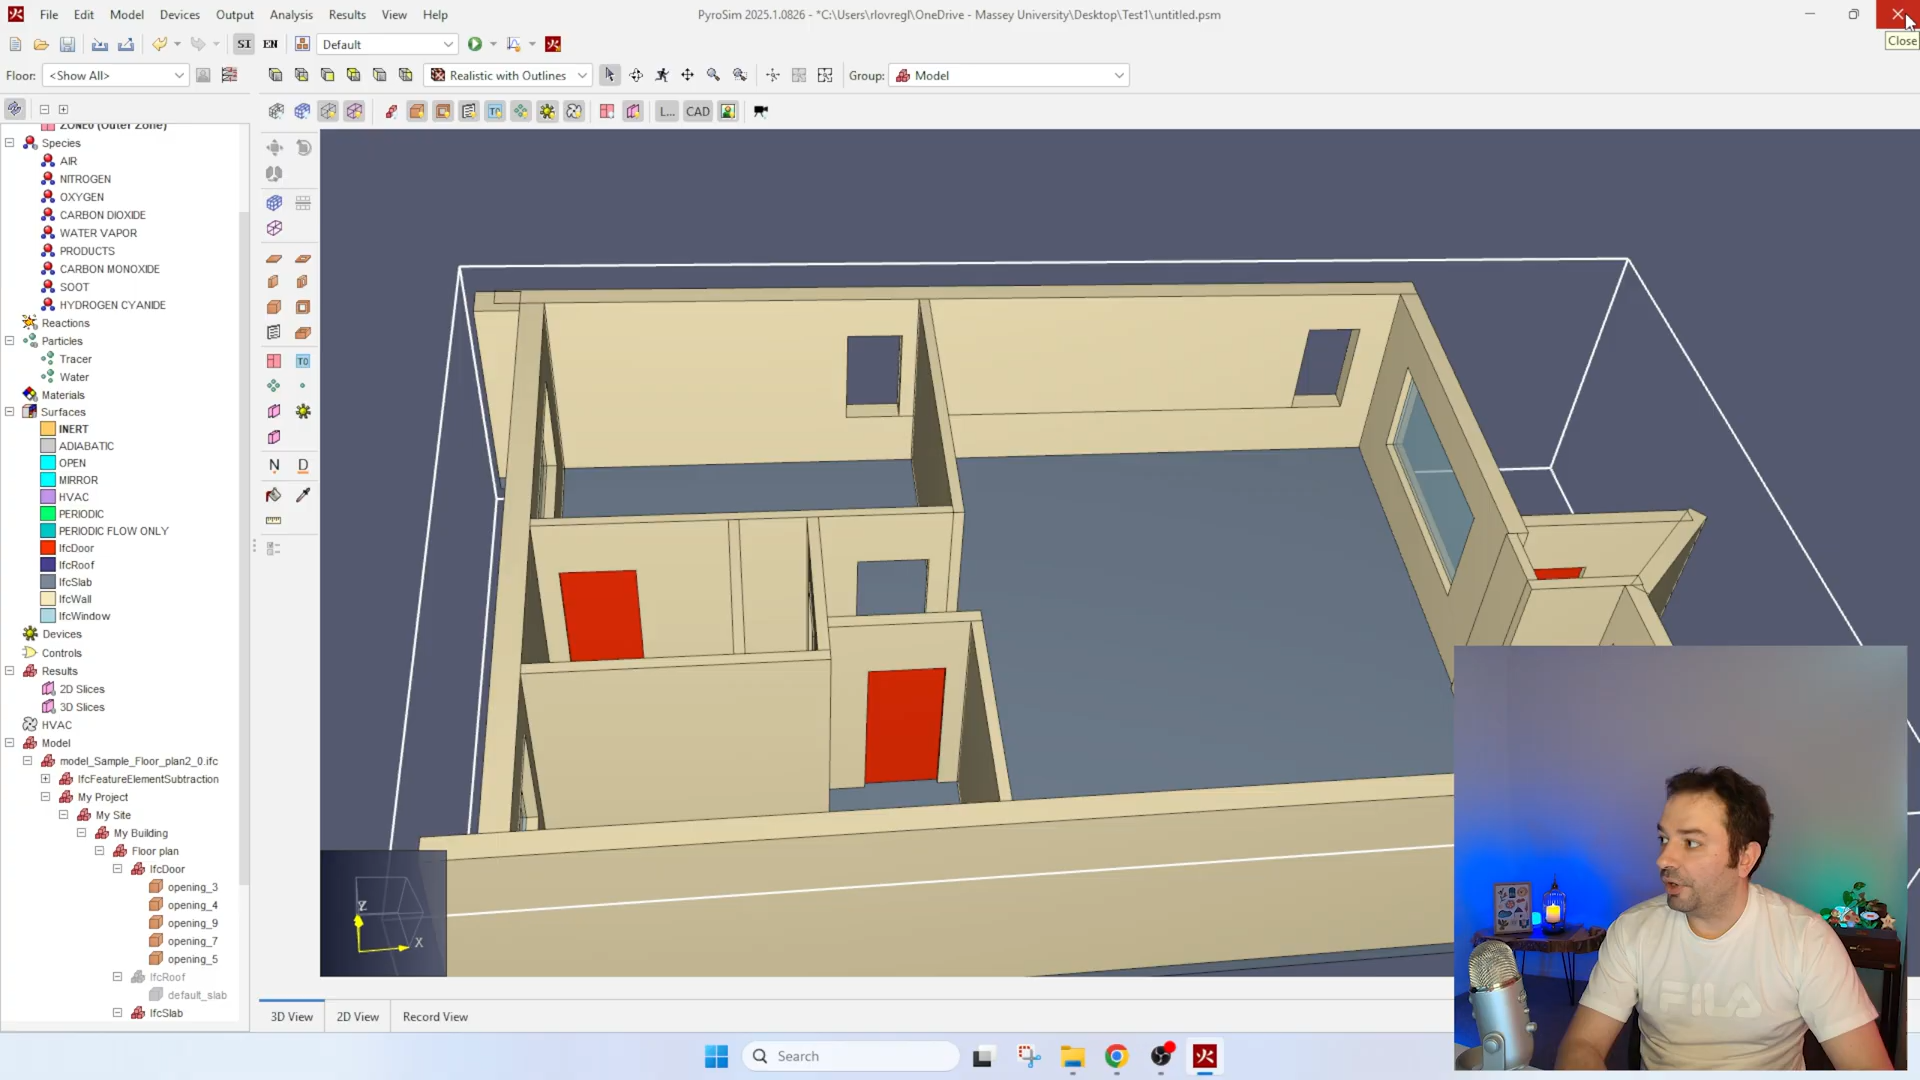 File Edit Model Devices Output Analysis Results View Help
PyroSim 2025.1.0826 - *C:\Users\rlovregl\OneDrive - Massey University\Desktop\Test1\untitled.psm
Close
SI EN Default
Floor: <Show All> Realistic with Outlines Group: Model
L... CAD
ZONE0 (Outer Zone)
Species
AIR
NITROGEN
OXYGEN
CARBON DIOXIDE
WATER VAPOR
PRODUCTS
CARBON MONOXIDE
SOOT
HYDROGEN CYANIDE
Reactions
Particles
Tracer
Water
Materials
Surfaces
INERT
ADIABATIC
OPEN
MIRROR
HVAC
PERIODIC
PERIODIC FLOW ONLY
IfcDoor
IfcRoof
IfcSlab
IfcWall
IfcWindow
Devices
Controls
Results
2D Slices
3D Slices
HVAC
Model
model_Sample_Floor_plan2_0.ifc
IfcFeatureElementSubtraction
My Project
My Site
My Building
Floor plan
IfcDoor
opening_3
opening_4
opening_9
opening_7
opening_5
IfcRoof
default_slab
IfcSlab
N D
Z
X
FILA
3D View 2D View Record View
Search